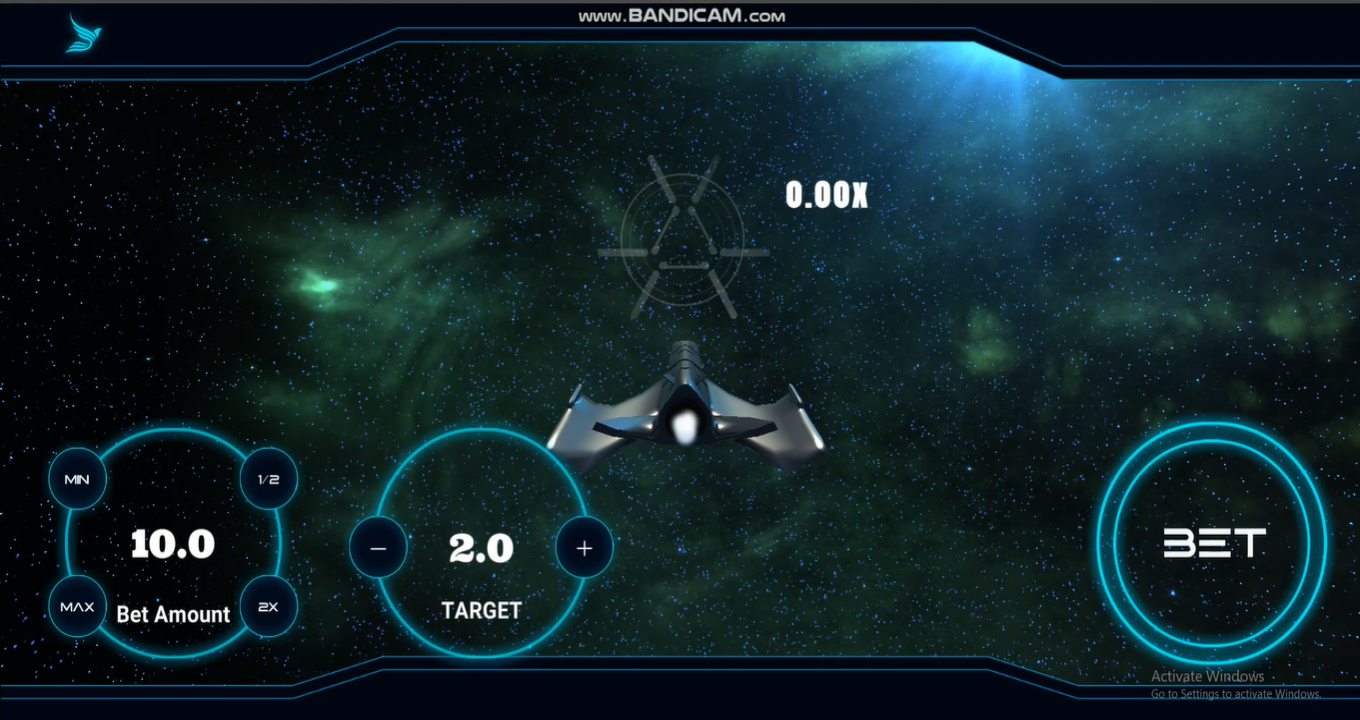 www.BANDICAM.com
0.00X
MIN
1/2
10.0
MAX
Bet Amount
2X
−
2.0
+
TARGET
BET
Activate Windows
Go to Settings to activate Windows.